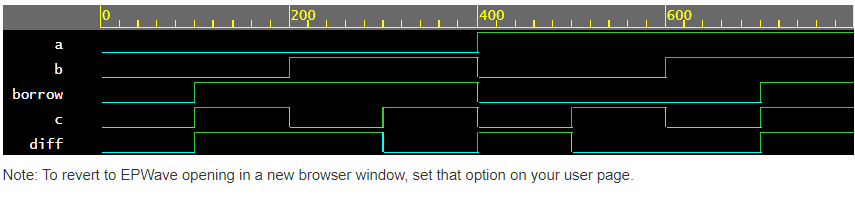 0 200 400 600
a
b
borrow
c
diff
Note: To revert to EPWave opening in a new browser window, set that option on your user page.